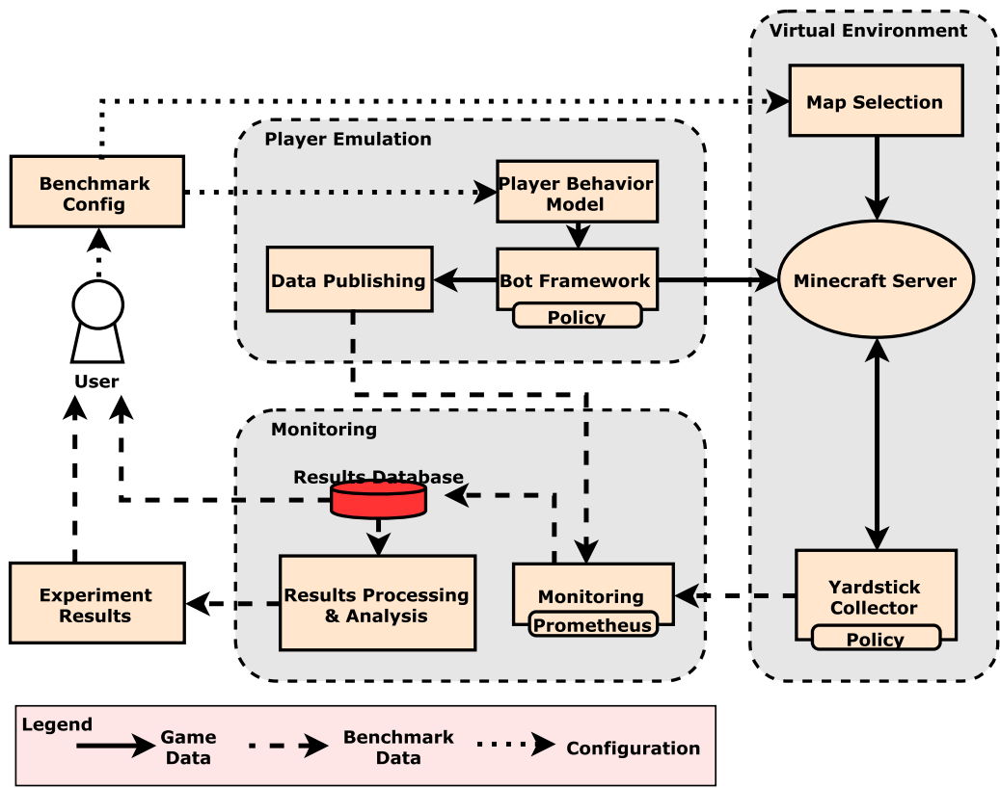 Virtual Environment
Map Selection
Player Emulation
Benchmark
Config
Player Behavior
Model
Data Publishing
Bot Framework
Policy
Minecraft Server
User
Monitoring
Results Database
Experiment
Results
Results Processing
& Analysis
Monitoring
Prometheus
Yardstick
Collector
Policy
Legend
Game
Data
Benchmark
Data
Configuration